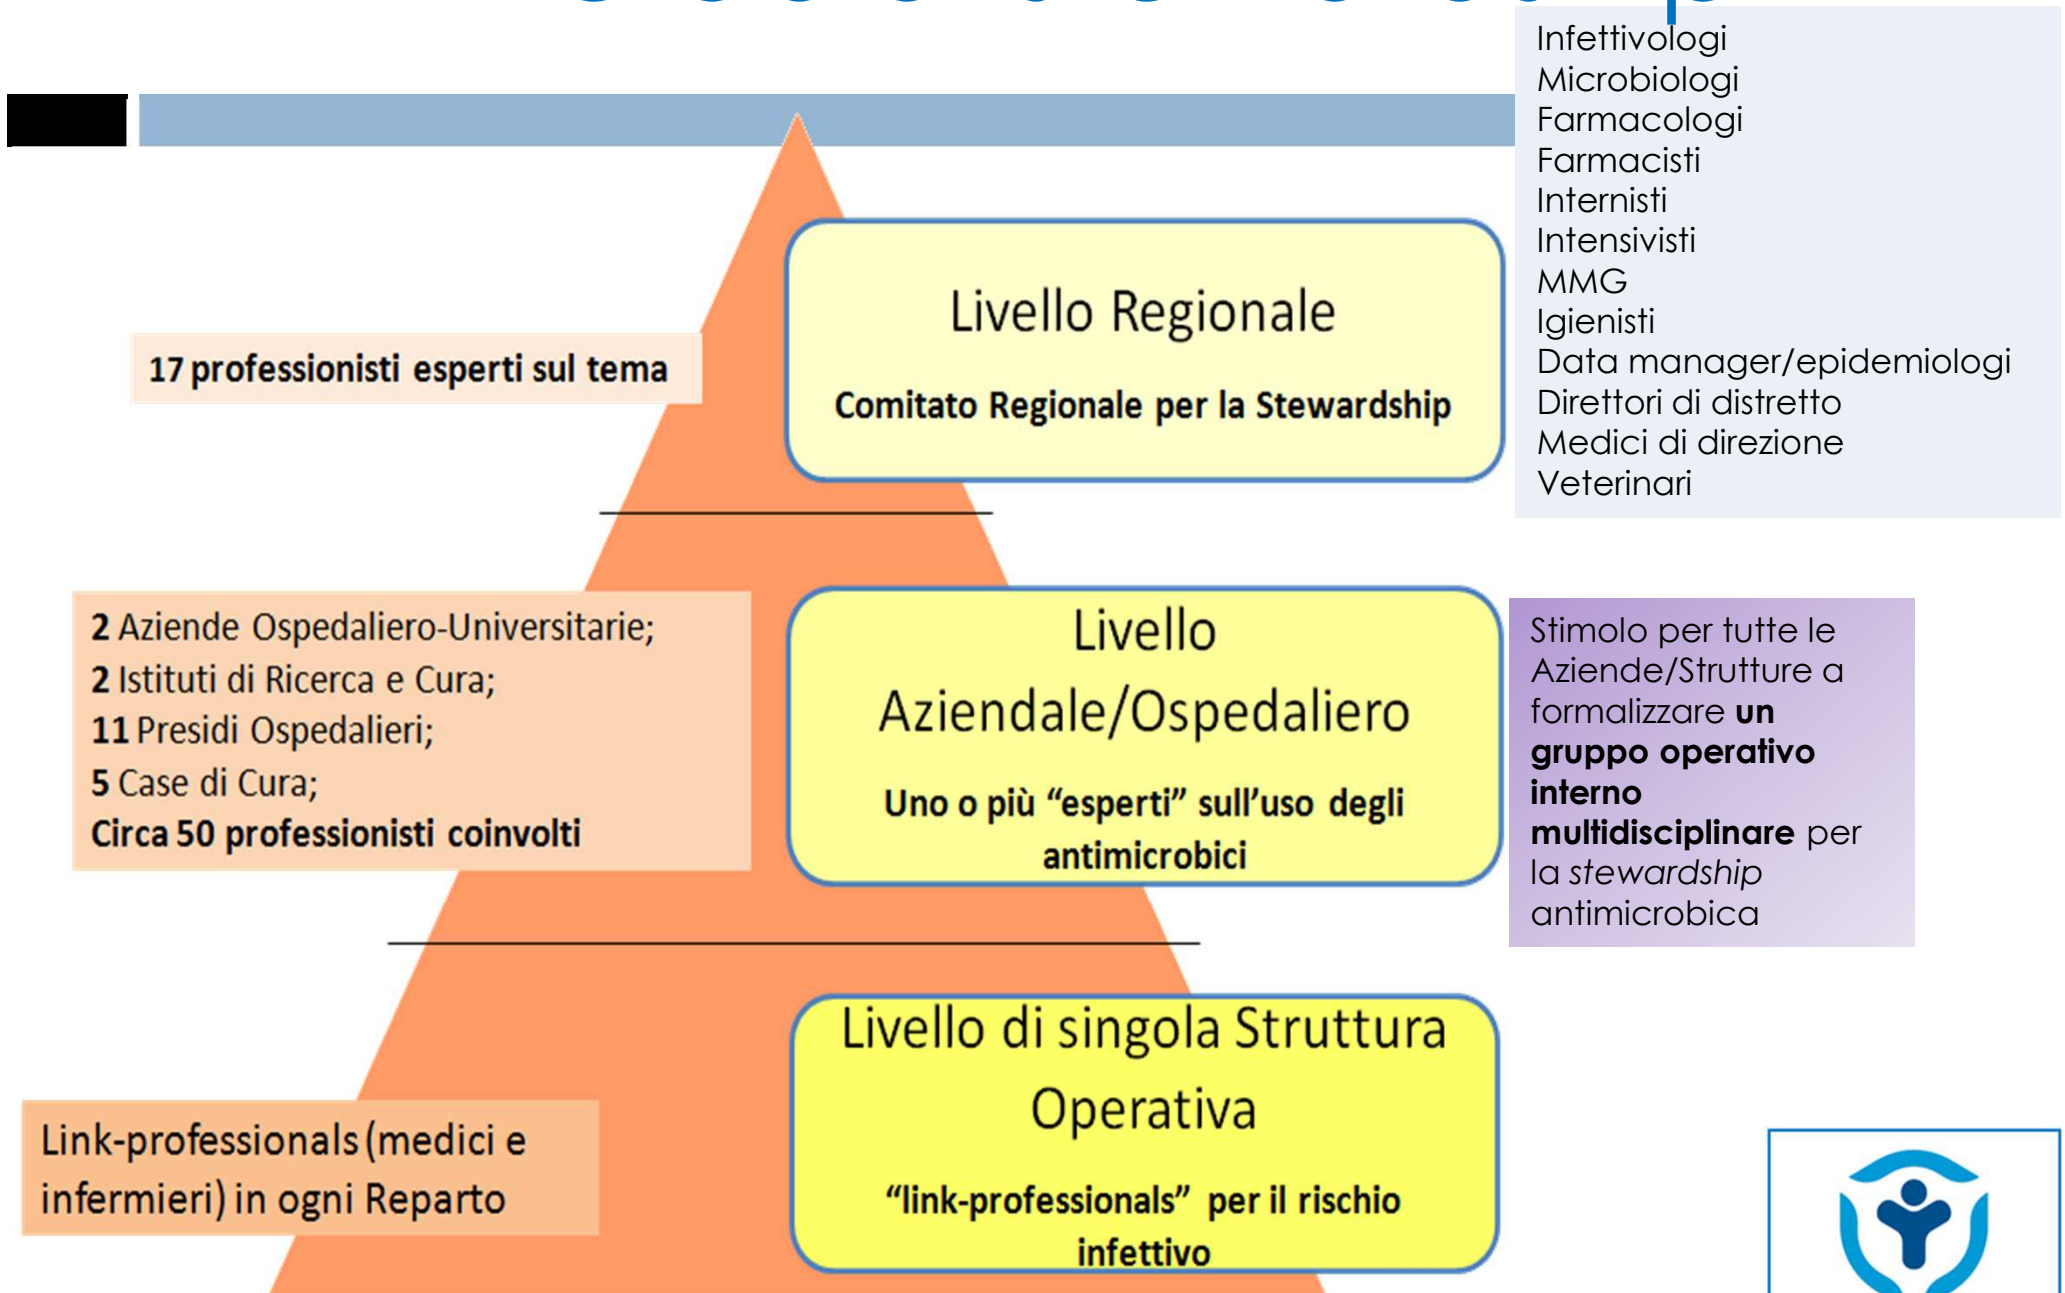 Infettivologi
Microbiologi
Farmacologi
Farmacisti
Internisti
Intensivisti
MMG
Igienisti
Data manager/epidemiologi
Direttori di distretto
Medici di direzione
Veterinari
17 professionisti esperti sul tema
Livello Regionale
Comitato Regionale per la Stewardship
2 Aziende Ospedaliero-Universitarie;
2 Istituti di Ricerca e Cura;
11 Presidi Ospedalieri;
5 Case di Cura;
Circa 50 professionisti coinvolti
Livello
Aziendale/Ospedaliero
Uno o più “esperti” sull’uso degli
antimicrobici
Stimolo per tutte le
Aziende/Strutture a
formalizzare un
gruppo operativo
interno
multidisciplinare per
la stewardship
antimicrobica
Link-professionals (medici e
infermieri) in ogni Reparto
Livello di singola Struttura
Operativa
“link-professionals” per il rischio
infettivo